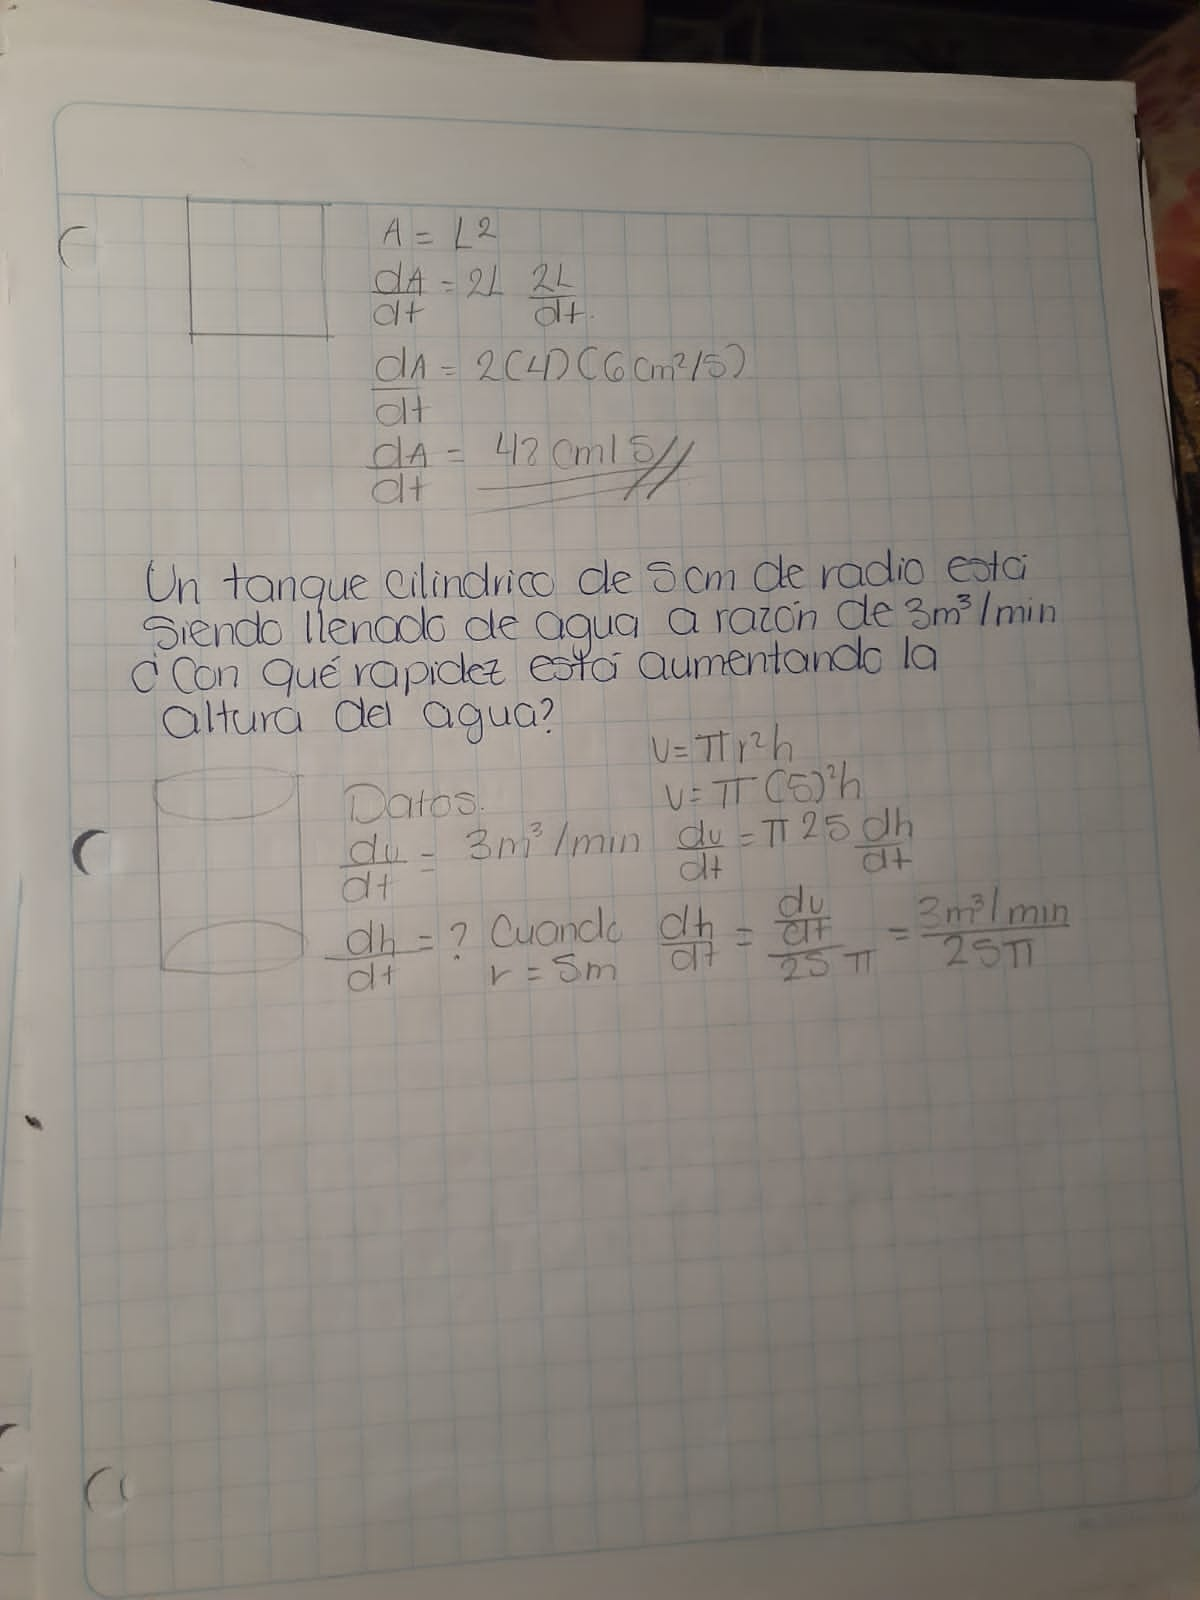 A = L2
dA/dt = 2L 2L/dt.
dA/dt = 2(4)(6cm²/s)
dA/dt = 48 cm/s
Un tanque cilindrico de 5cm de radio está
siendo llenado de agua a razón de 3m³/min
¿Con qué rapidez está aumentando la
altura del agua?
V = πr²h
Datos. V = π(5)²h
dv/dt = 3m³/min dv/dt = π25 dh/dt
dh/dt = ? Cuando r = 5m dh/dt = dv/dt/25π = 3m³/min/25π